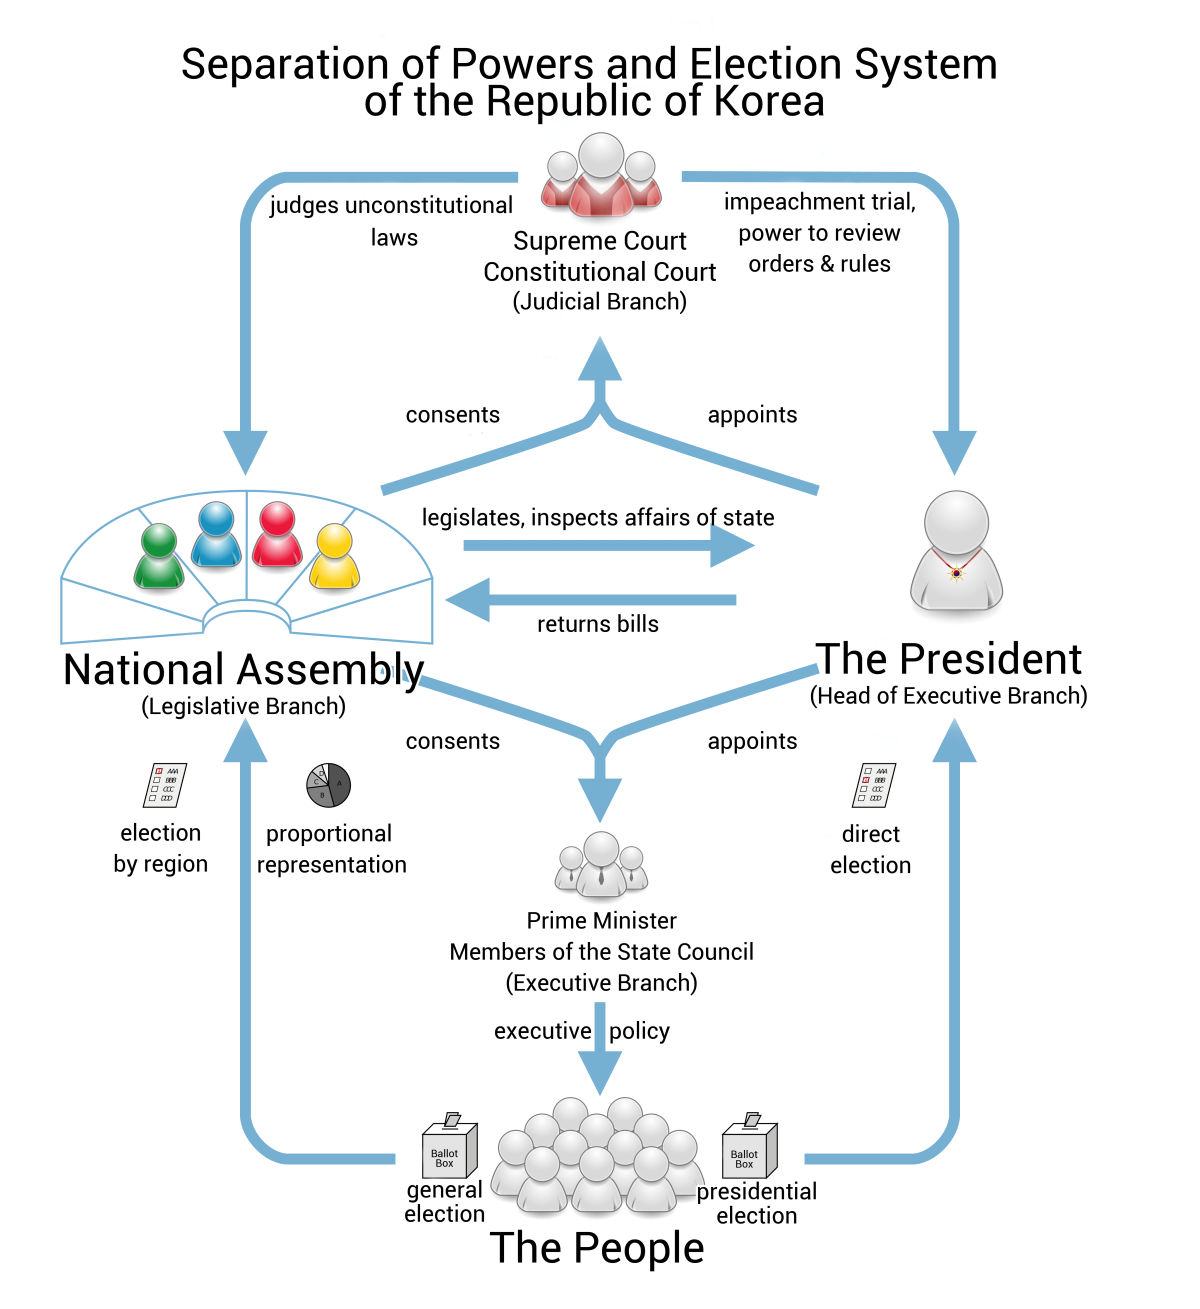 Separation of Powers and Election System
of the Republic of Korea
judges unconstitutional
laws
impeachment trial,
power to review
orders & rules
Supreme Court
Constitutional Court
(Judicial Branch)
consents
appoints
legislates, inspects affairs of state
returns bills
National Assembly
(Legislative Branch)
The President
(Head of Executive Branch)
consents
appoints
AAA
BBB
CCC
DDD
A
B
C
D
AAA
BBB
CCC
DDD
election
by region
proportional
representation
direct
election
Prime Minister
Members of the State Council
(Executive Branch)
executive policy
Ballot
Box
Ballot
Box
general
election
presidential
election
The People